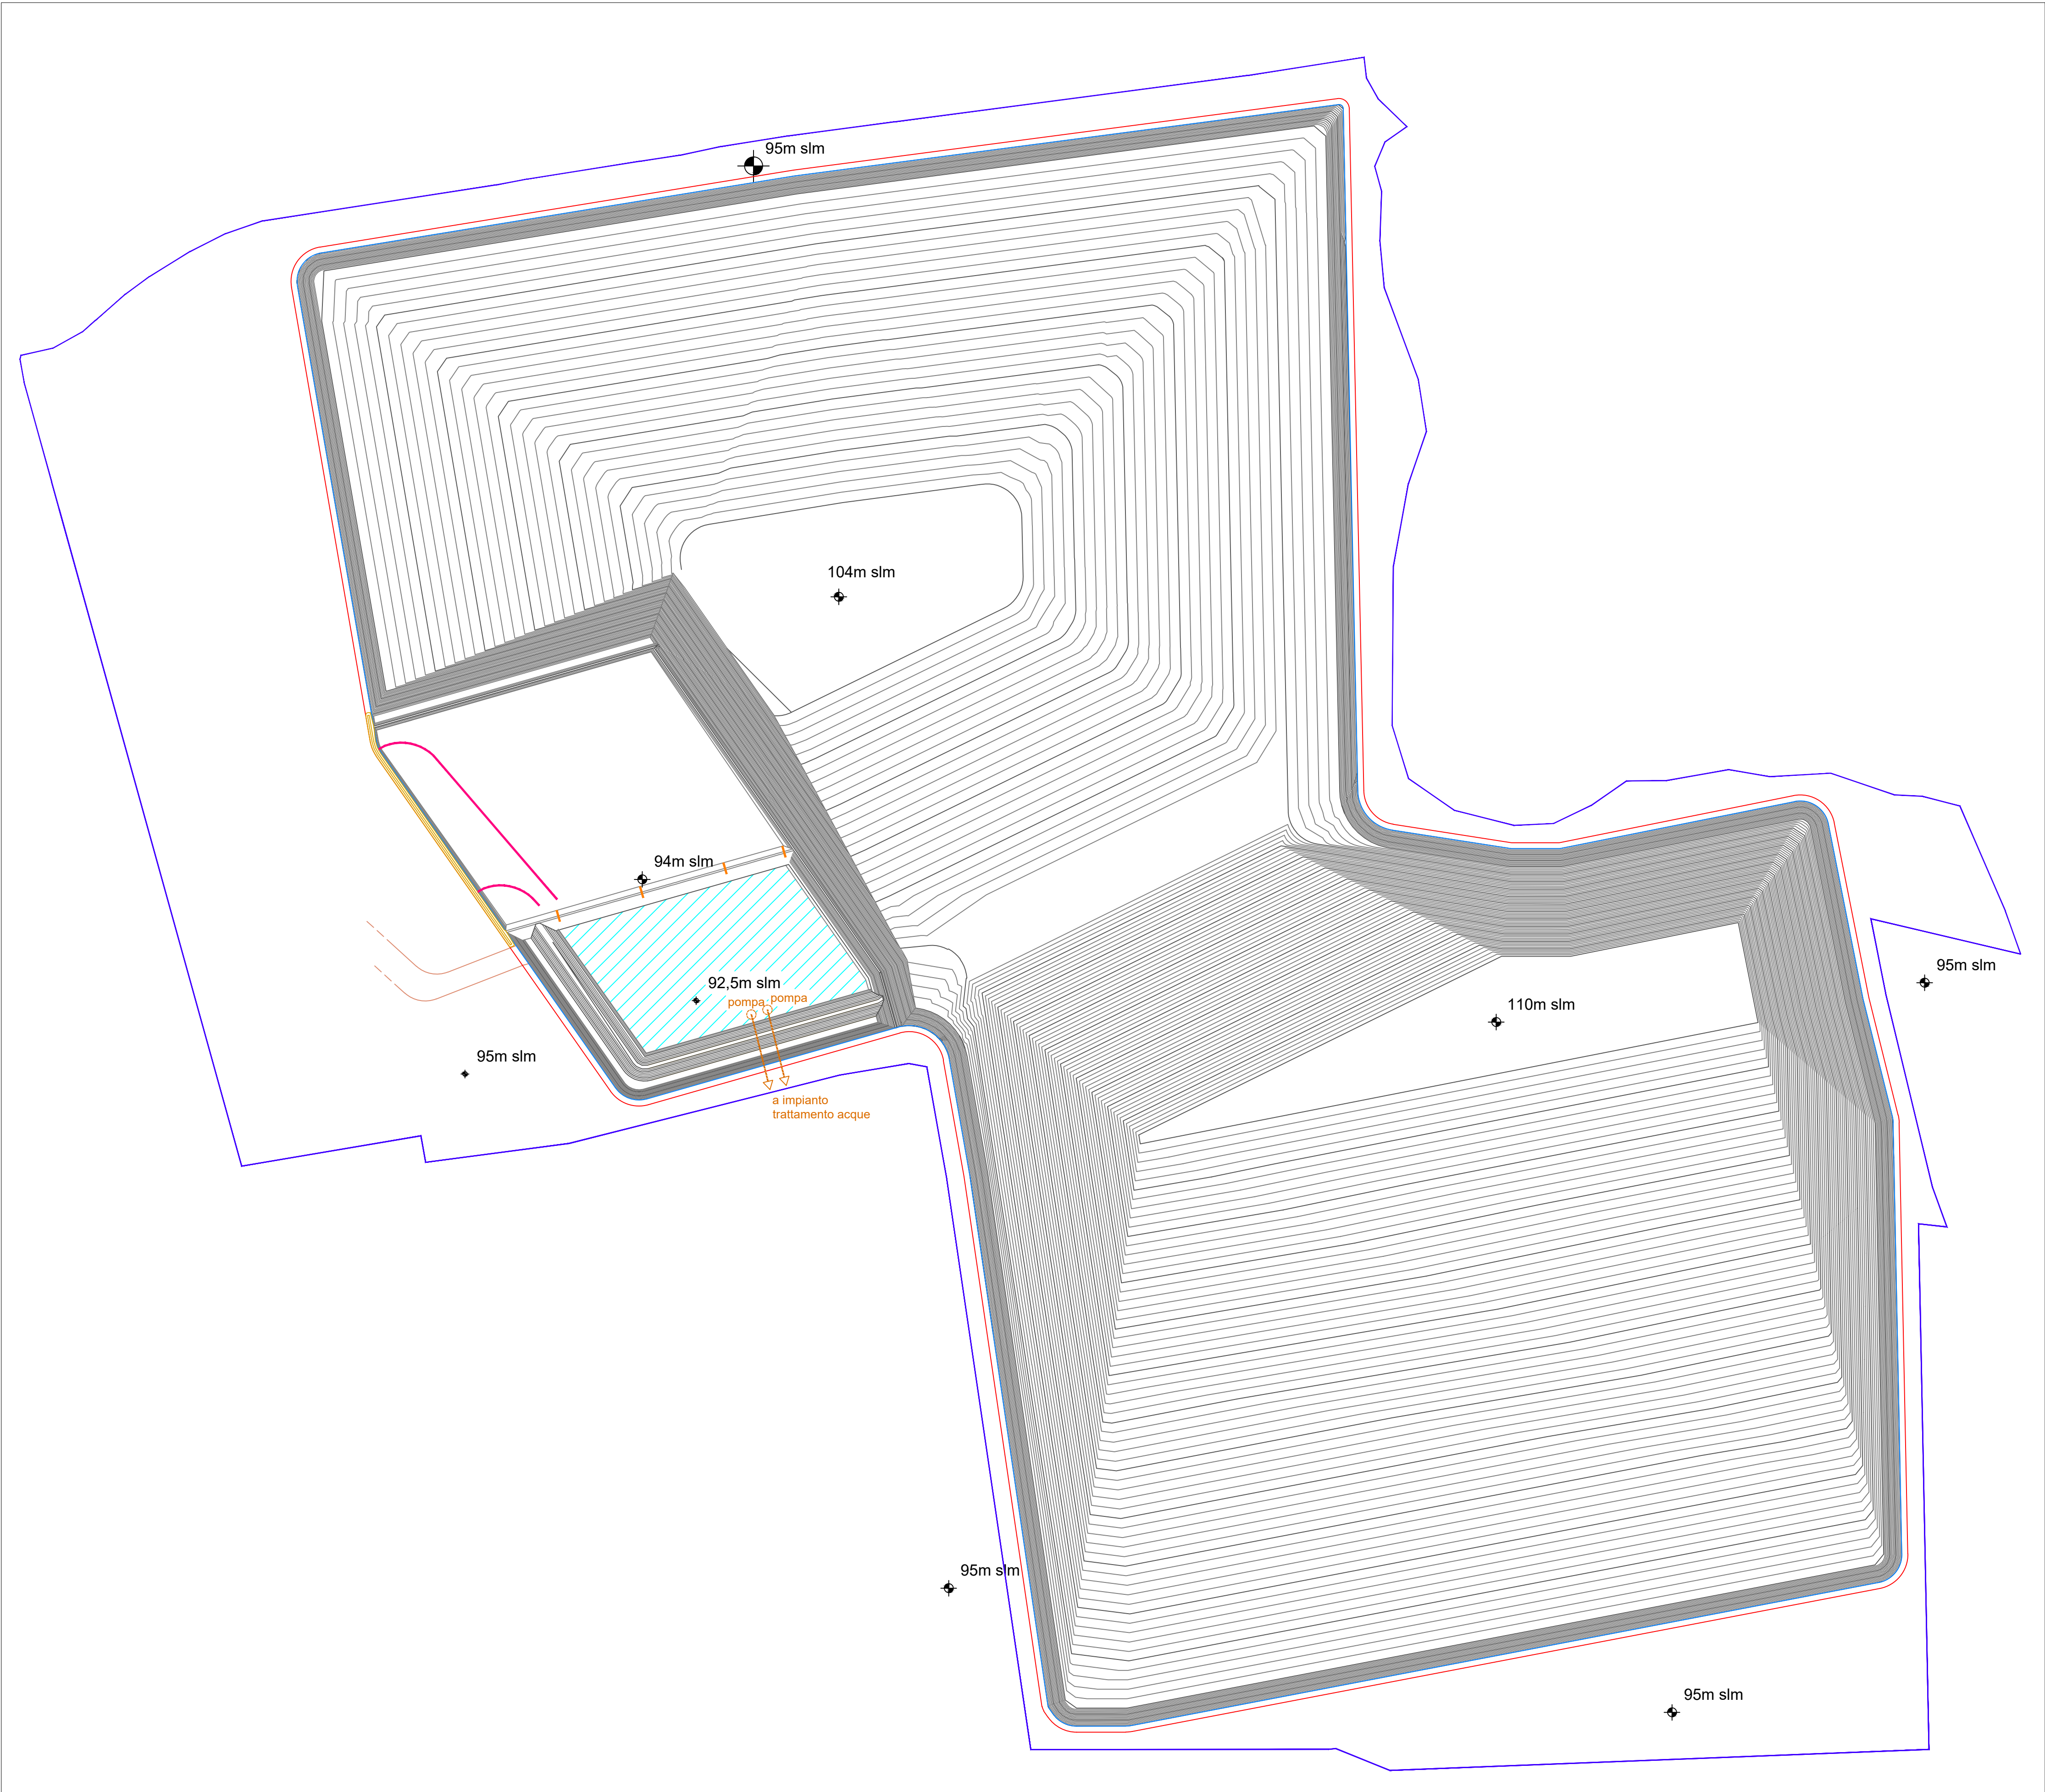 95m slm
104m slm
94m slm
92,5m slm
pompa
pompa
95m slm
110m slm
95m slm
a impianto
trattamento acque
95m slm
95m slm